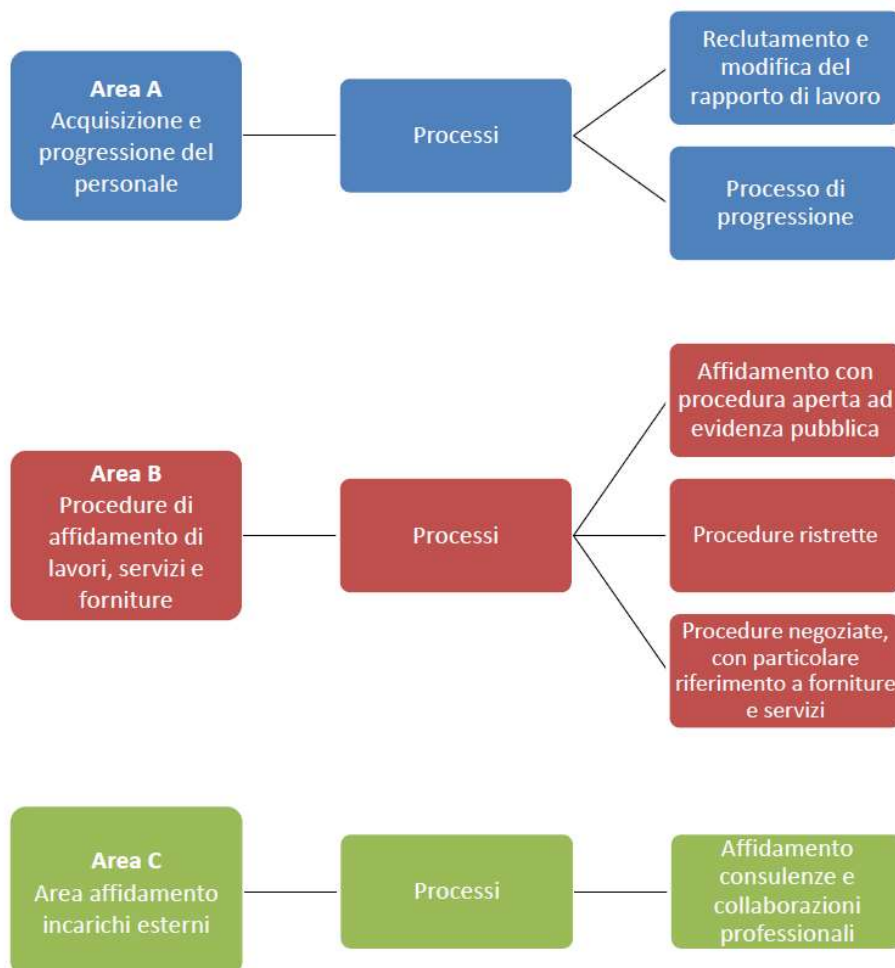 Area A
Acquisizione e
progressione del
personale
Processi
Reclutamento e
modifica del
rapporto di lavoro
Processo di
progressione
Area B
Procedure di
affidamento di
lavori, servizi e
forniture
Processi
Affidamento con
procedura aperta ad
evidenza pubblica
Procedure ristrette
Procedure negoziate,
con particolare
riferimento a forniture
e servizi
Area C
Area affidamento
incarichi esterni
Processi
Affidamento
consulenze e
collaborazioni
professionali